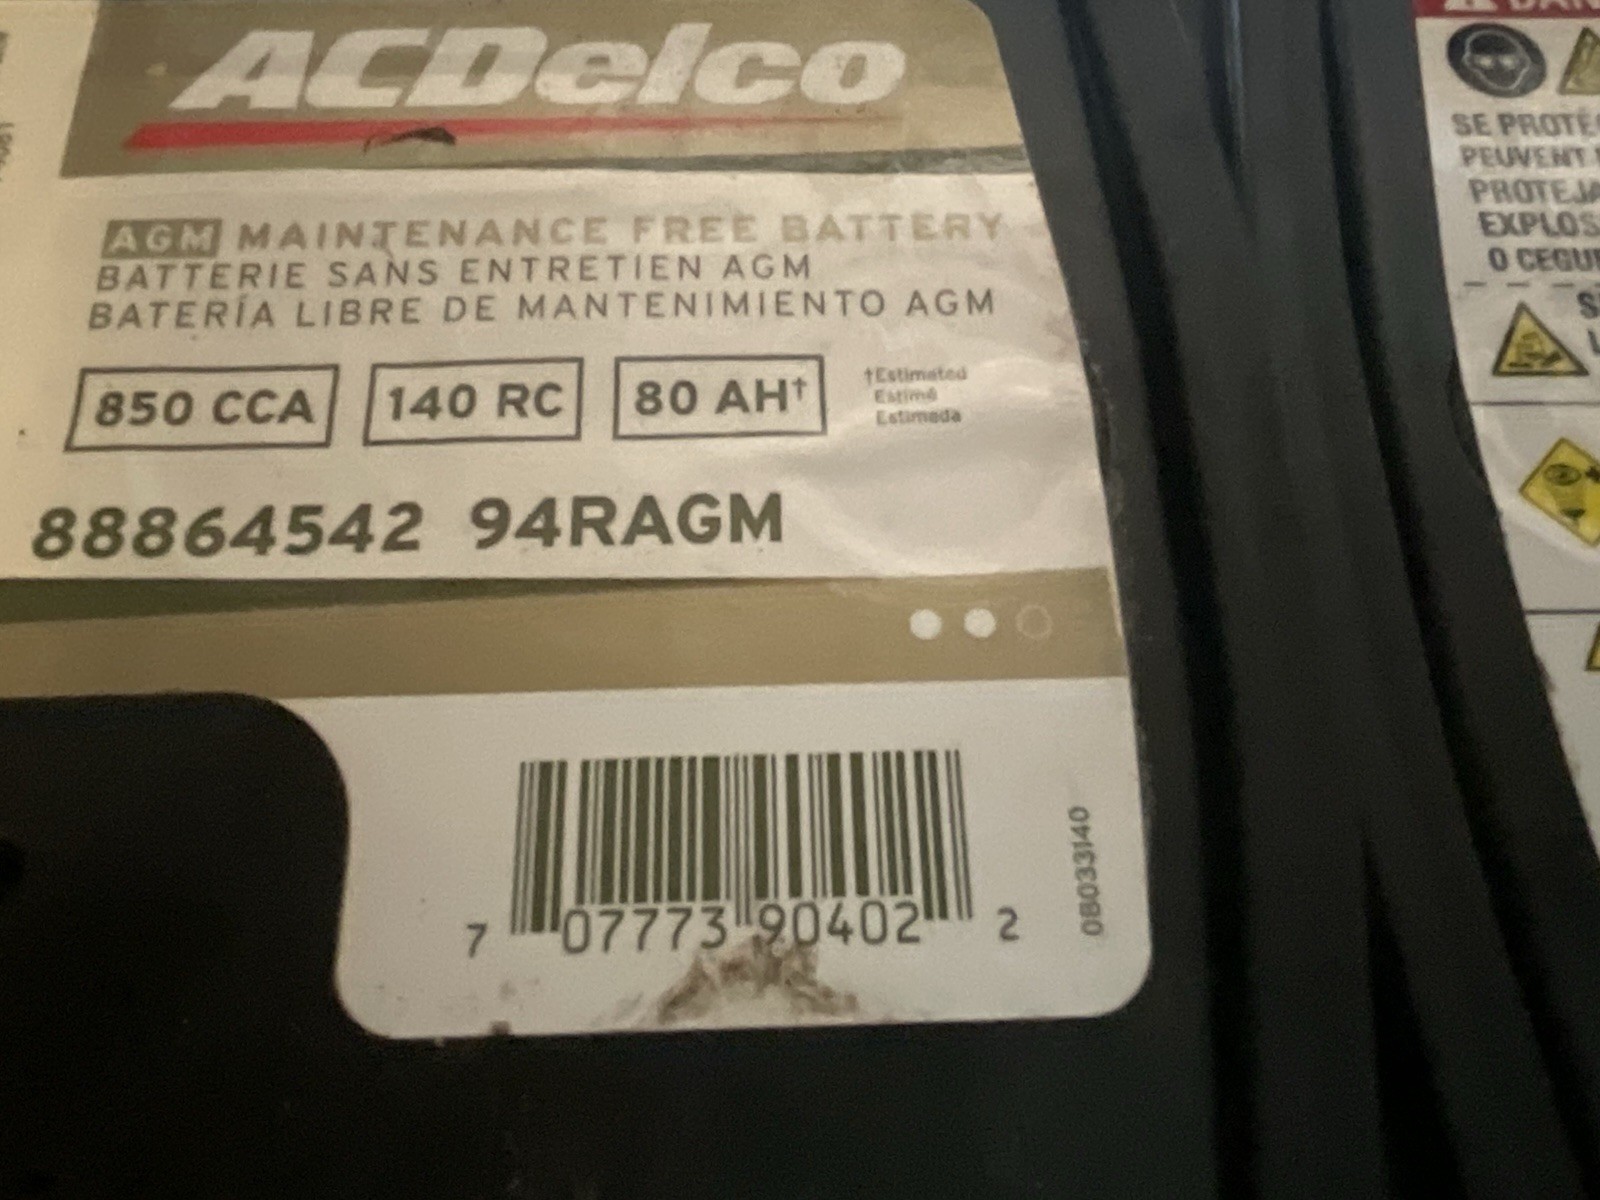 ACDelco
AGM MAINTENANCE FREE BATTERY
BATTERIE SANS ENTRETIEN AGM
BATERÍA LIBRE DE MANTENIMIENTO AGM
850 CCA 140 RC 80 AH†
†Estimated
Estimé
Estimada
88864542 94RAGM
7 07773 90402 2
0B033140
SE PROTÉ
PEUVENT
PROTEJA
EXPLOS
O CEGU